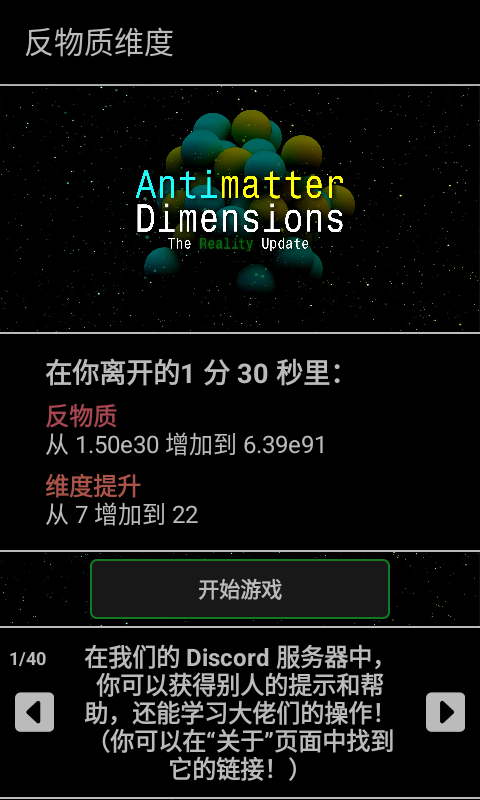 反物质维度
Antimatter
Dimensions
The Reality Update
在你离开的1 分 30 秒里：
反物质
从 1.50e30 增加到 6.39e91
维度提升
从 7 增加到 22
开始游戏
1/40
在我们的 Discord 服务器中，
你可以获得别人的提示和帮
助，还能学习大佬们的操作！
（你可以在“关于”页面中找到
它的链接！）